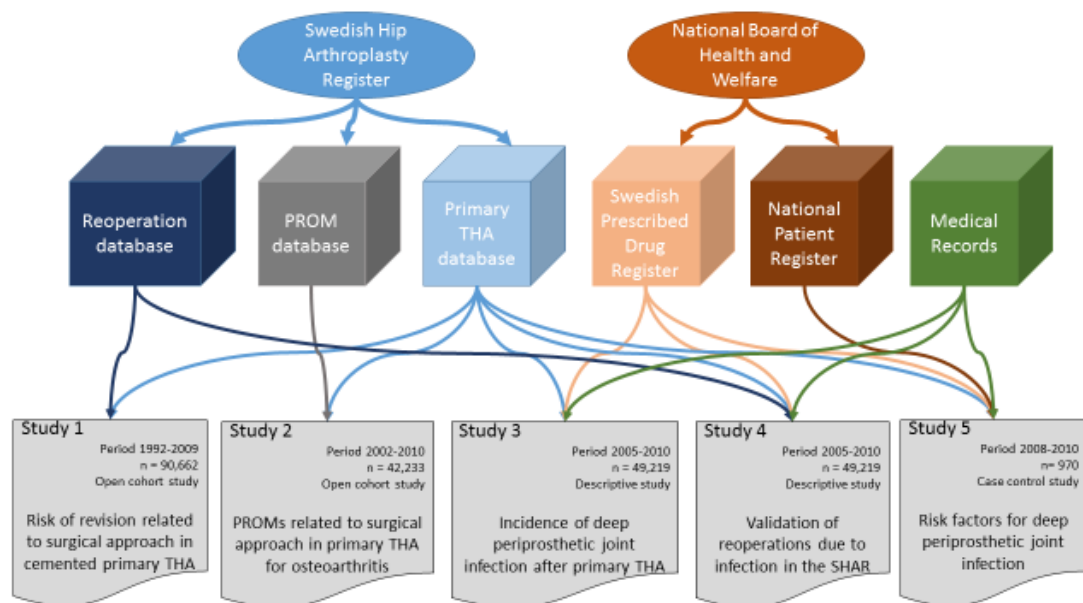 Swedish Hip
Arthroplasty
Register
National Board of
Health and
Welfare
Reoperation
database
PROM
database
Primary
THA
database
Swedish
Prescribed
Drug
Register
National
Patient
Register
Medical
Records
Study 1
Period 1992-2009
n = 90,662
Open cohort study
Risk of revision related
to surgical approach in
cemented primary THA
Study 2
Period 2002-2010
n = 42,233
Open cohort study
PROMs related to surgical
approach in primary THA
for osteoarthritis
Study 3
Period 2005-2010
n = 49,219
Descriptive study
Incidence of deep
periprosthetic joint
infection after primary THA
Study 4
Period 2005-2010
n = 49,219
Descriptive study
Validation of
reoperations due to
infection in the SHAR
Study 5
Period 2008-2010
n= 970
Case control study
Risk factors for deep
periprosthetic joint
infection